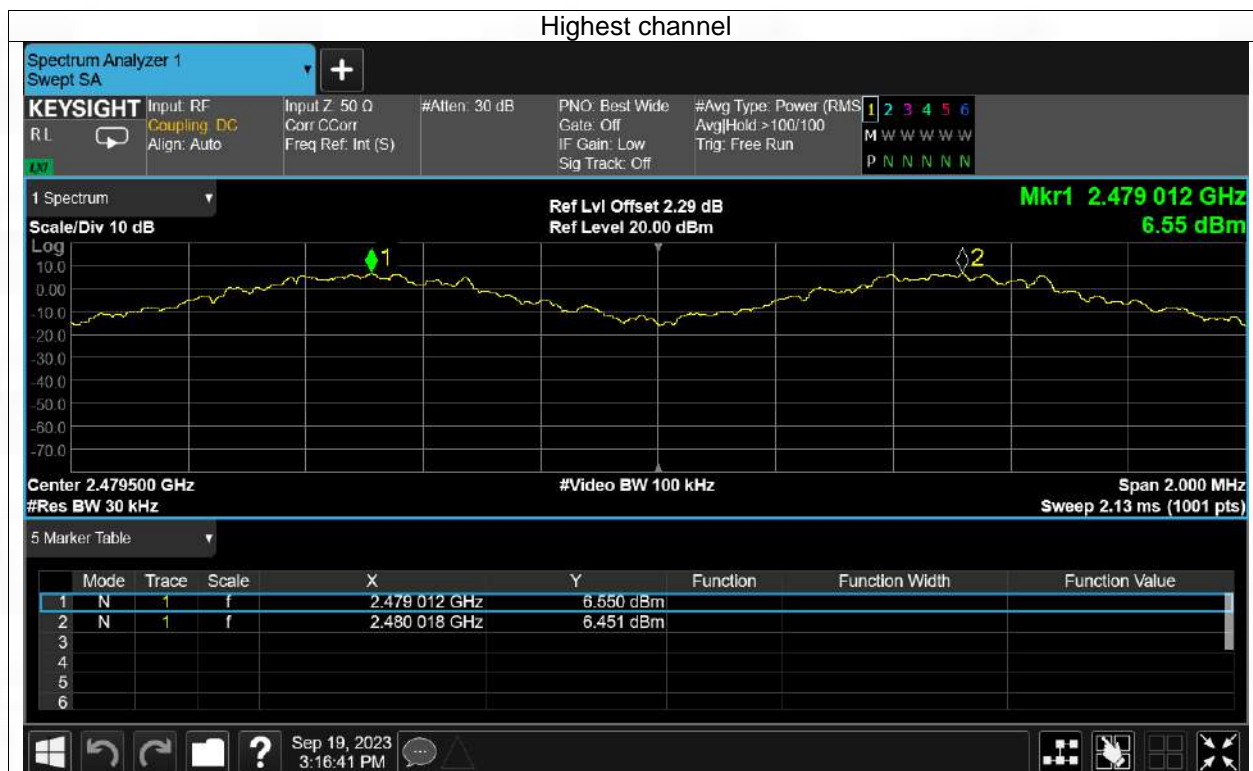 Highest channel
Spectrum Analyzer 1
Swept SA
KEYSIGHT
RL
LXI
Input: RF
Coupling: DC
Align: Auto
Input Z: 50 Ω
Corr CCorr
Freq Ref: Int (S)
#Atten: 30 dB
PNO: Best Wide
Gate: Off
IF Gain: Low
Sig Track: Off
#Avg Type: Power (RMS
Avg|Hold:>100/100
Trig: Free Run
1 2 3 4 5 6
M W W W W W
P N N N N N
1 Spectrum
Scale/Div 10 dB
Ref Lvl Offset 2.29 dB
Ref Level 20.00 dBm
Mkr1 2.479 012 GHz
6.55 dBm
Log
10.0
0.00
-10.0
-20.0
-30.0
-40.0
-50.0
-60.0
-70.0
1
2
Center 2.479500 GHz
#Res BW 30 kHz
#Video BW 100 kHz
Span 2.000 MHz
Sweep 2.13 ms (1001 pts)
5 Marker Table
Mode Trace Scale X Y Function Function Width Function Value
1 N 1 f 2.479 012 GHz 6.550 dBm
2 N 1 f 2.480 018 GHz 6.451 dBm
3
4
5
6
?
Sep 19, 2023
3:16:41 PM